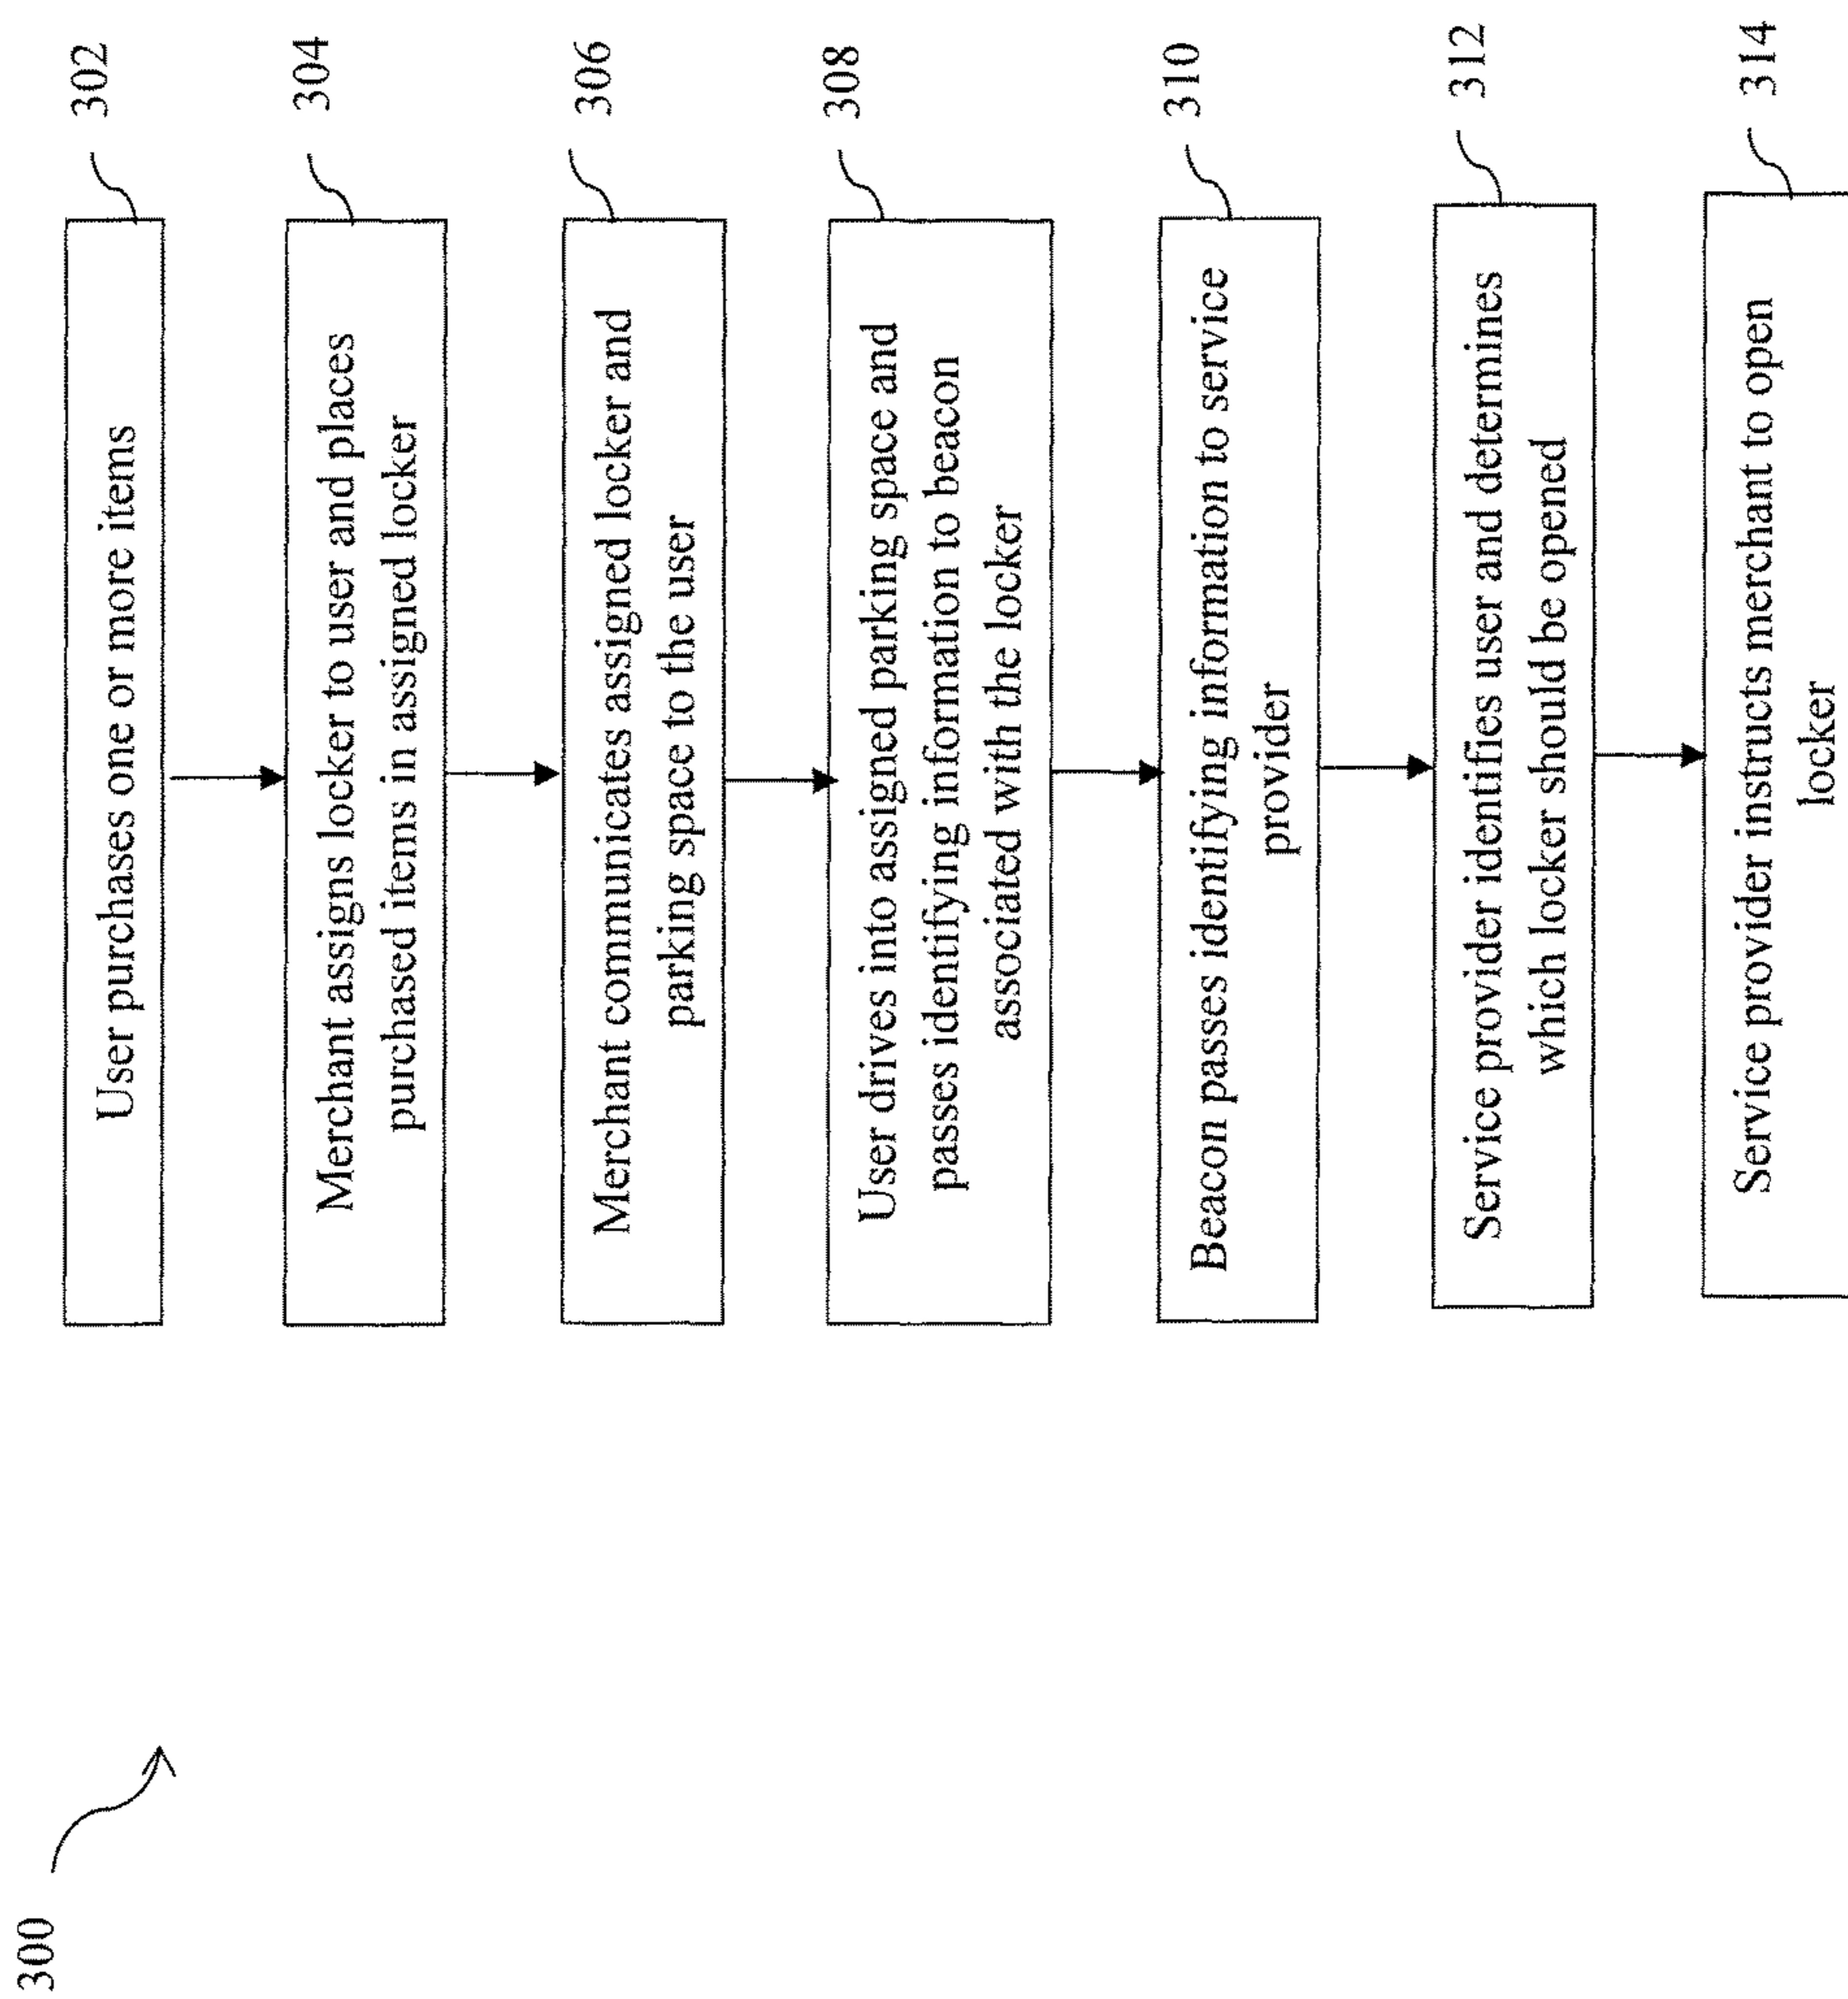 300
User purchases one or more items
302
Merchant assigns locker to user and places
purchased items in assigned locker
304
Merchant communicates assigned locker and
parking space to the user
306
User drives into assigned parking space and
passes identifying information to beacon
associated with the locker
308
Beacon passes identifying information to service
provider
310
Service provider identifies user and determines
which locker should be opened
312
Service provider instructs merchant to open
locker
314